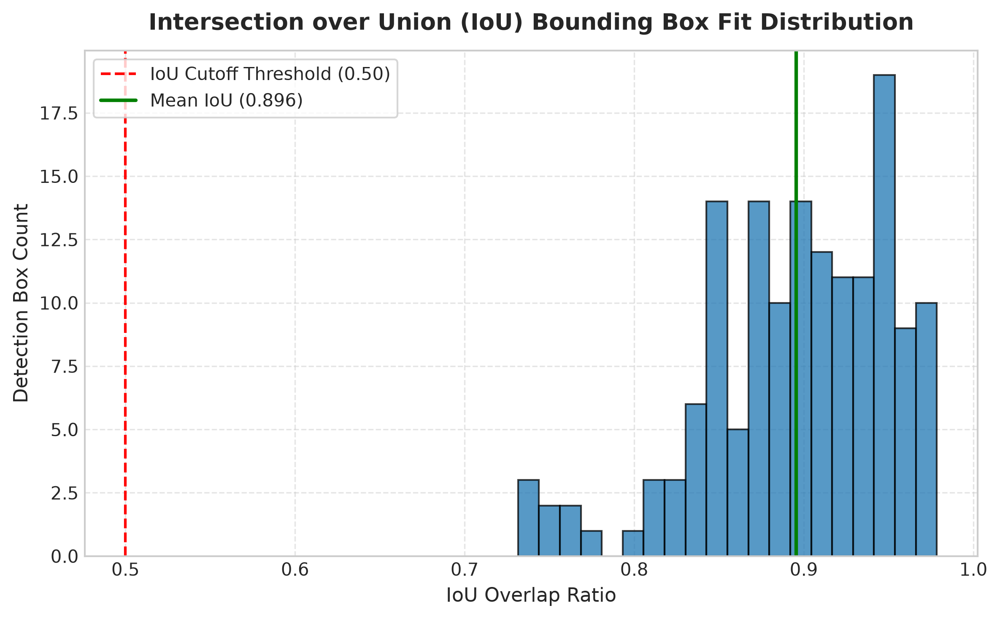 Intersection over Union (IoU) Bounding Box Fit Distribution
IoU Cutoff Threshold (0.50)
Mean IoU (0.896)
Detection Box Count
17.5
15.0
12.5
10.0
7.5
5.0
2.5
0.0
0.5 0.6 0.7 0.8 0.9 1.0
IoU Overlap Ratio